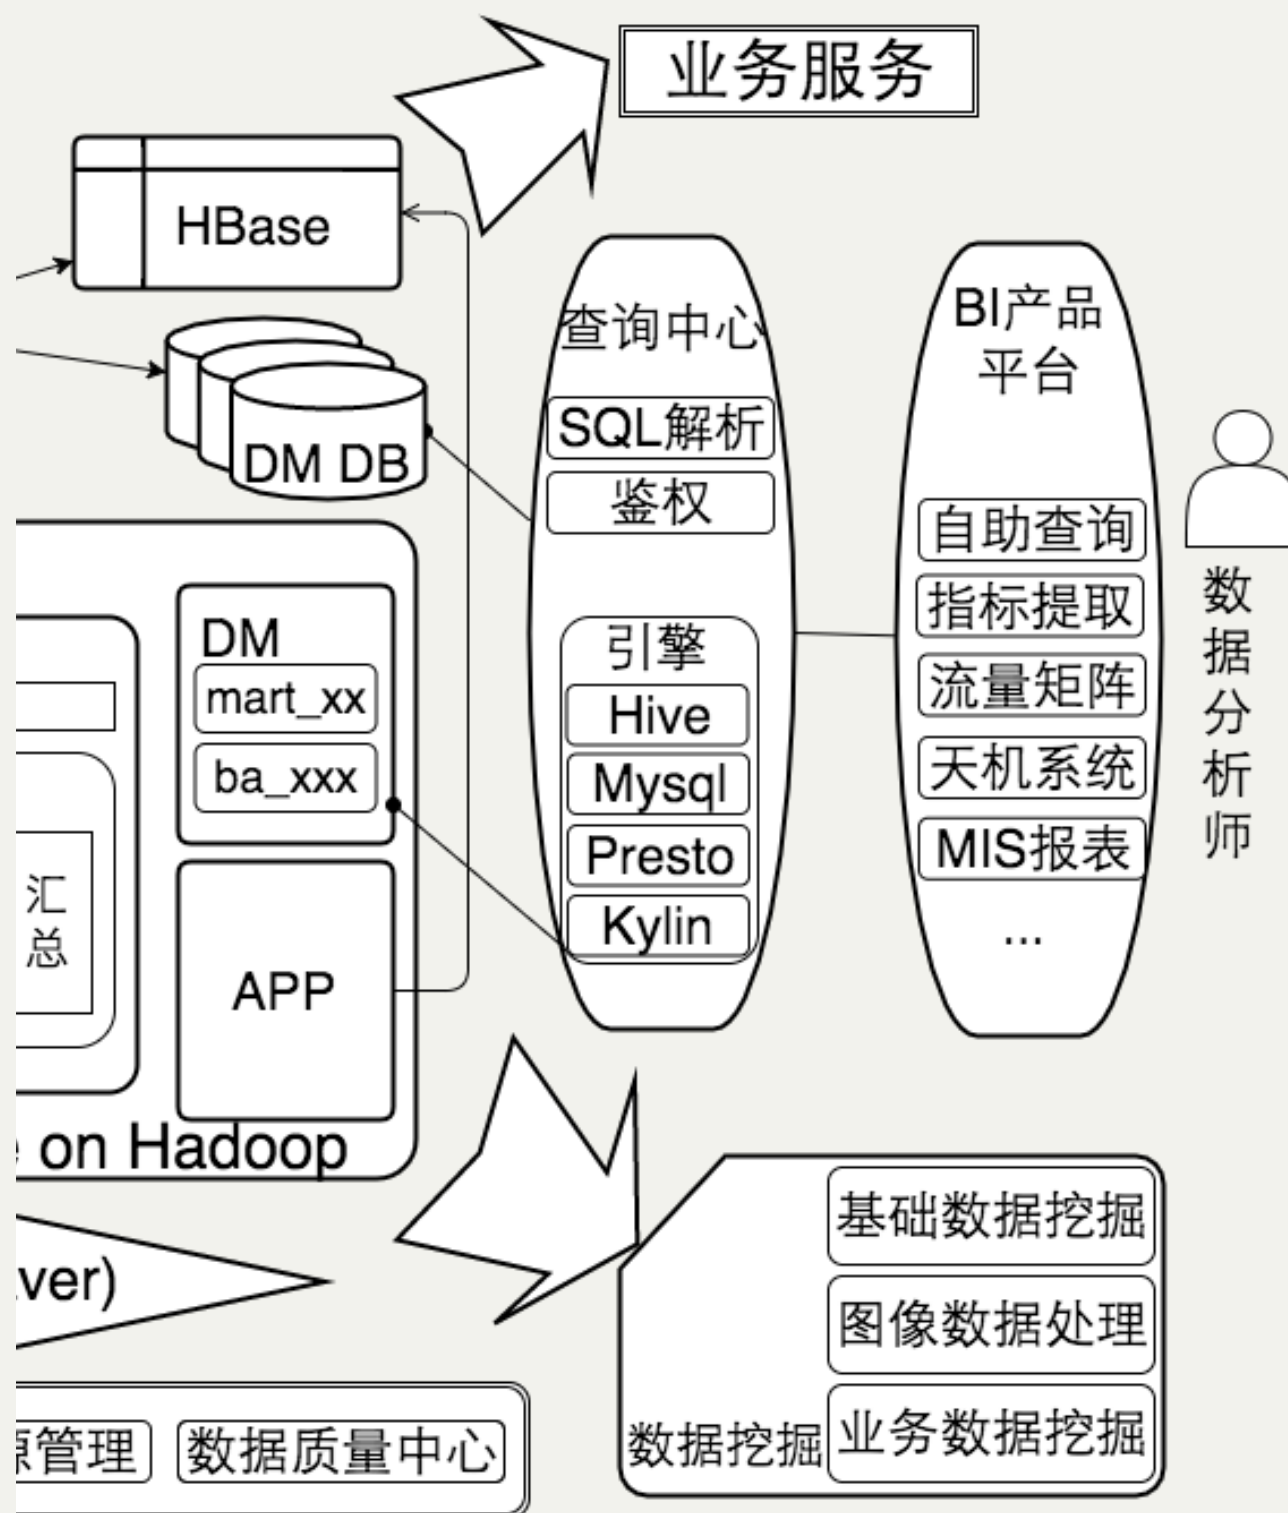 业务服务
HBase
DM DB
查询中心
SQL解析
鉴权
引擎
Hive
Mysql
Presto
Kylin
BI产品
平台
自助查询
指标提取
流量矩阵
天机系统
MIS报表
...
数据分析师
DM
mart_xx
ba_xxx
APP
汇
总
on Hadoop
ver)
管理
数据质量中心
数据挖掘
基础数据挖掘
图像数据处理
业务数据挖掘